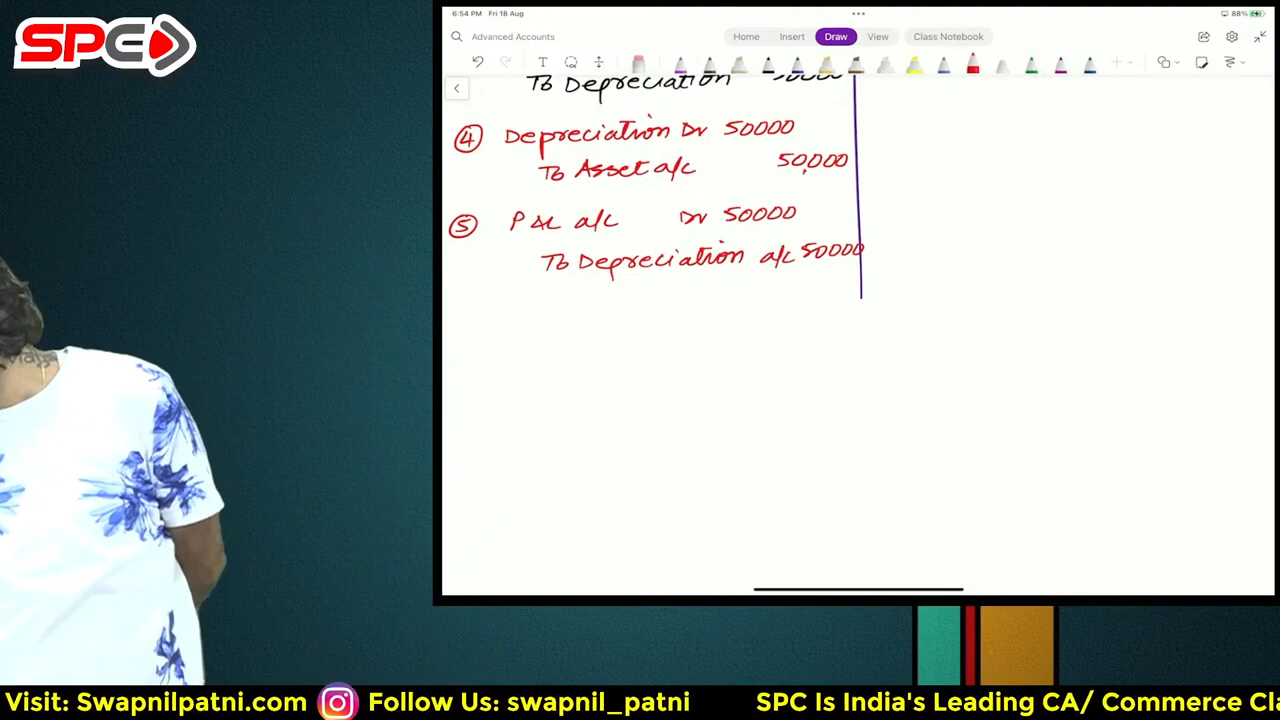 SPC
6:54 PM Fri 18 Aug
88%
Advanced Accounts
Home Insert Draw View Class Notebook
To Depreciation 50000
④ Depreciation Dr 50000
To Asset a/c 50,000
⑤ P &L a/c Dr 50000
To Depreciation a/c 50000
Visit: Swapnilpatni.com Follow Us: swapnil_patni SPC Is India's Leading CA/ Commerce Cl